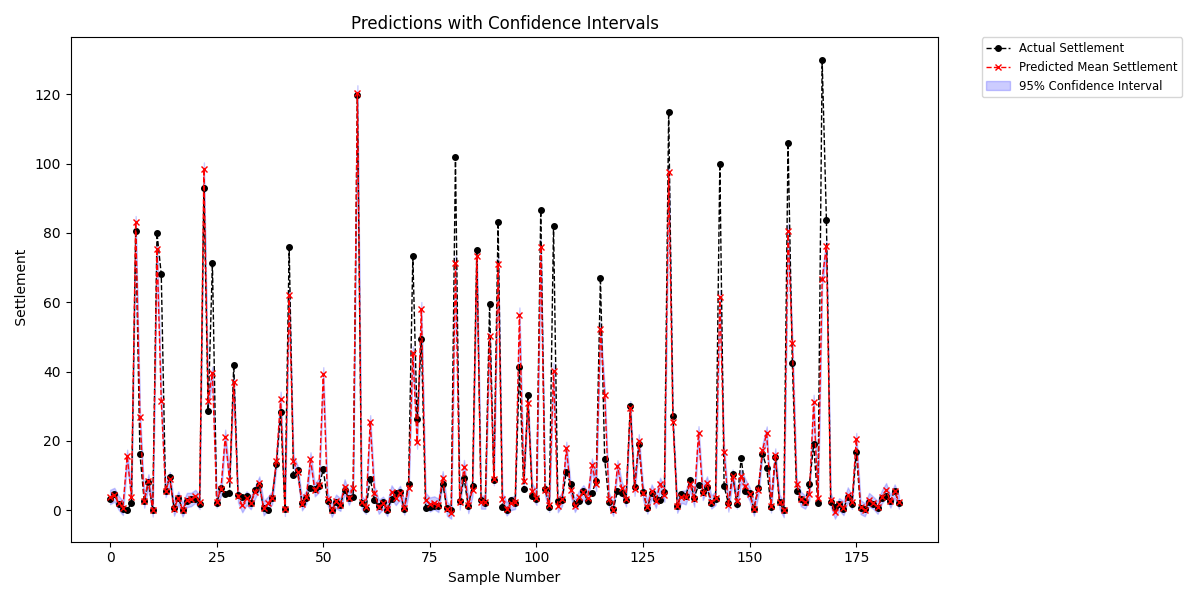 Predictions with Confidence Intervals
Actual Settlement
Predicted Mean Settlement
95% Confidence Interval
Settlement
120
100
80
60
40
20
0
0 25 50 75 100 125 150 175
Sample Number